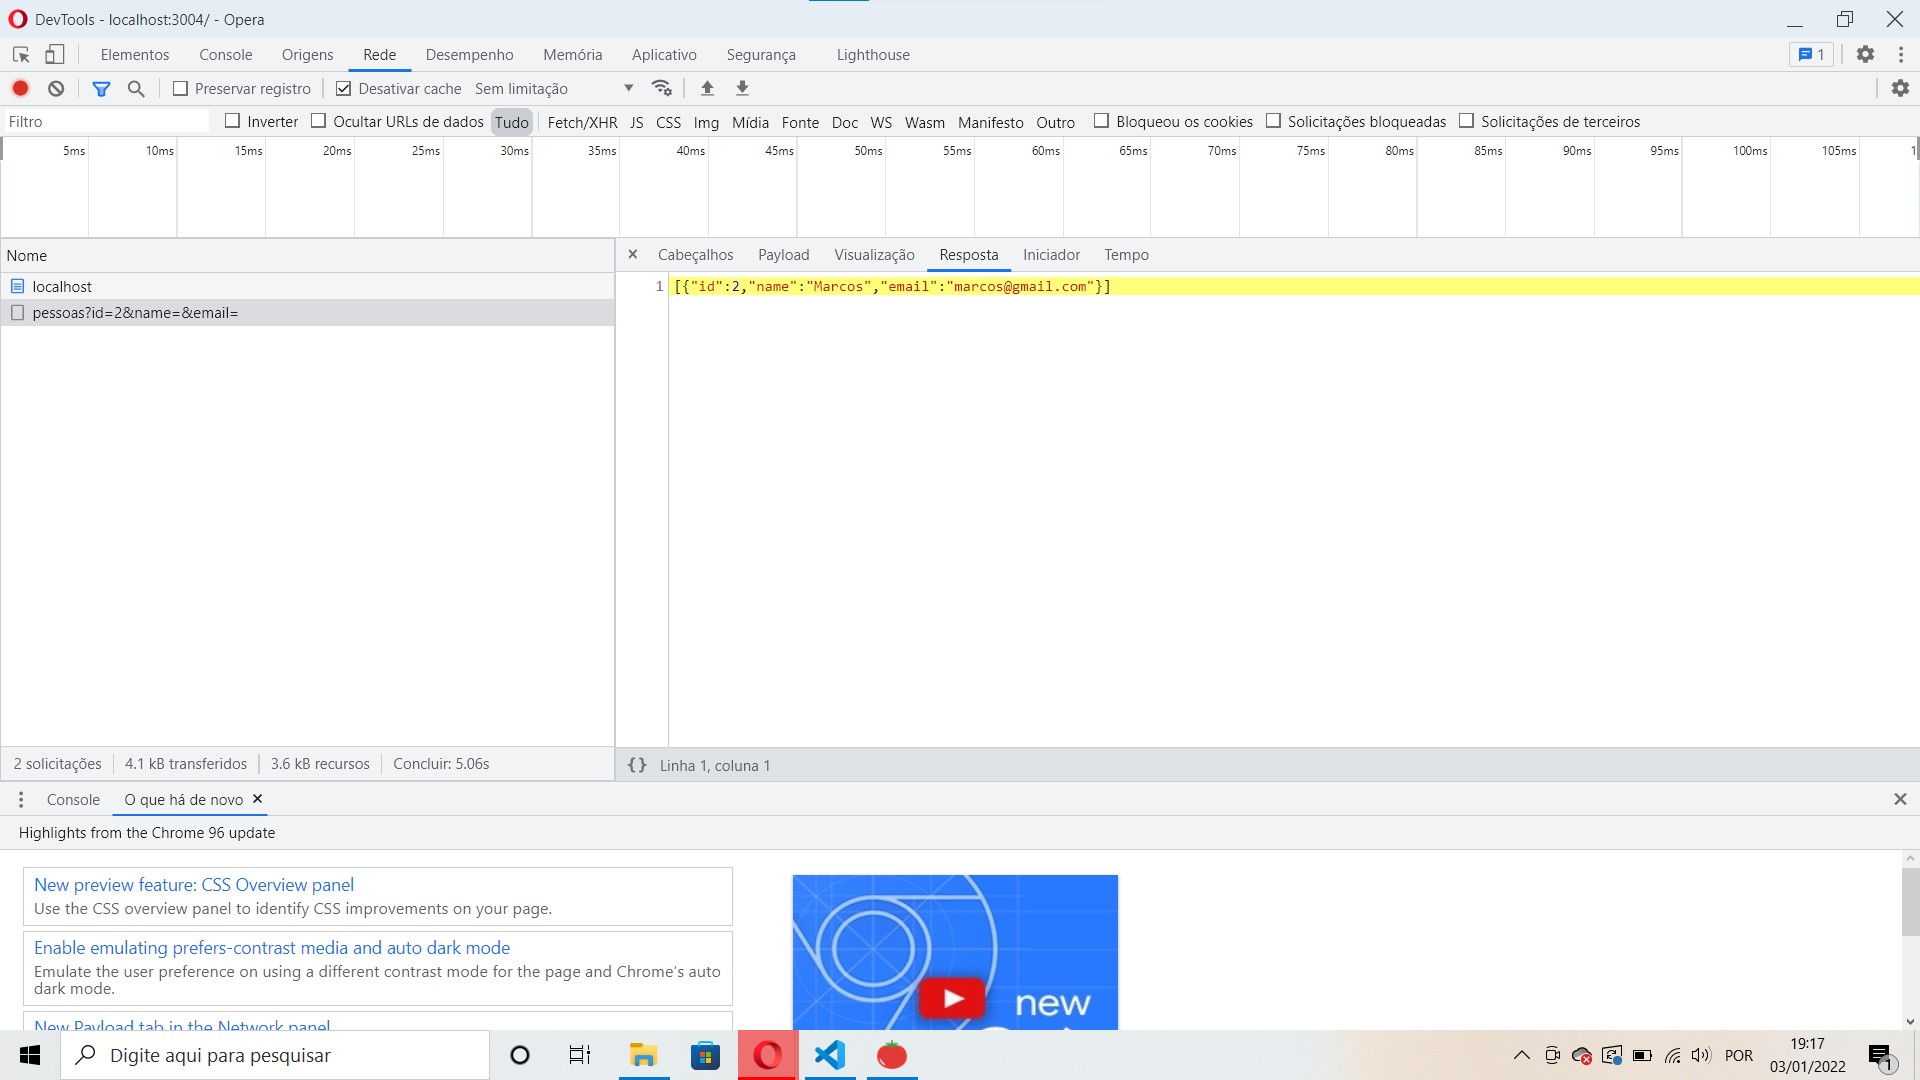 DevTools - localhost:3004/ - Opera
Elementos Console Origens Rede Desempenho Memória Aplicativo Segurança Lighthouse 1
Preservar registro Desativar cache Sem limitação
Filtro Inverter Ocultar URLs de dados Tudo Fetch/XHR JS CSS Img Mídia Fonte Doc WS Wasm Manifesto Outro Bloqueou os cookies Solicitações bloqueadas Solicitações de terceiros
5ms 10ms 15ms 20ms 25ms 30ms 35ms 40ms 45ms 50ms 55ms 60ms 65ms 70ms 75ms 80ms 85ms 90ms 95ms 100ms 105ms 1
Nome
localhost
pessoas?id=2&name=&email=
Cabeçalhos Payload Visualização Resposta Iniciador Tempo
1 [{"id":2,"name":"Marcos","email":"marcos@gmail.com"}]
2 solicitações 4.1 kB transferidos 3.6 kB recursos Concluir: 5.06s
{} Linha 1, coluna 1
Console O que há de novo
Highlights from the Chrome 96 update
New preview feature: CSS Overview panel
Use the CSS overview panel to identify CSS improvements on your page.
Enable emulating prefers-contrast media and auto dark mode
Emulate the user preference on using a different contrast mode for the page and Chrome's auto
dark mode.
New Payload tab in the Network panel
new
Digite aqui para pesquisar
POR
19:17
03/01/2022
1